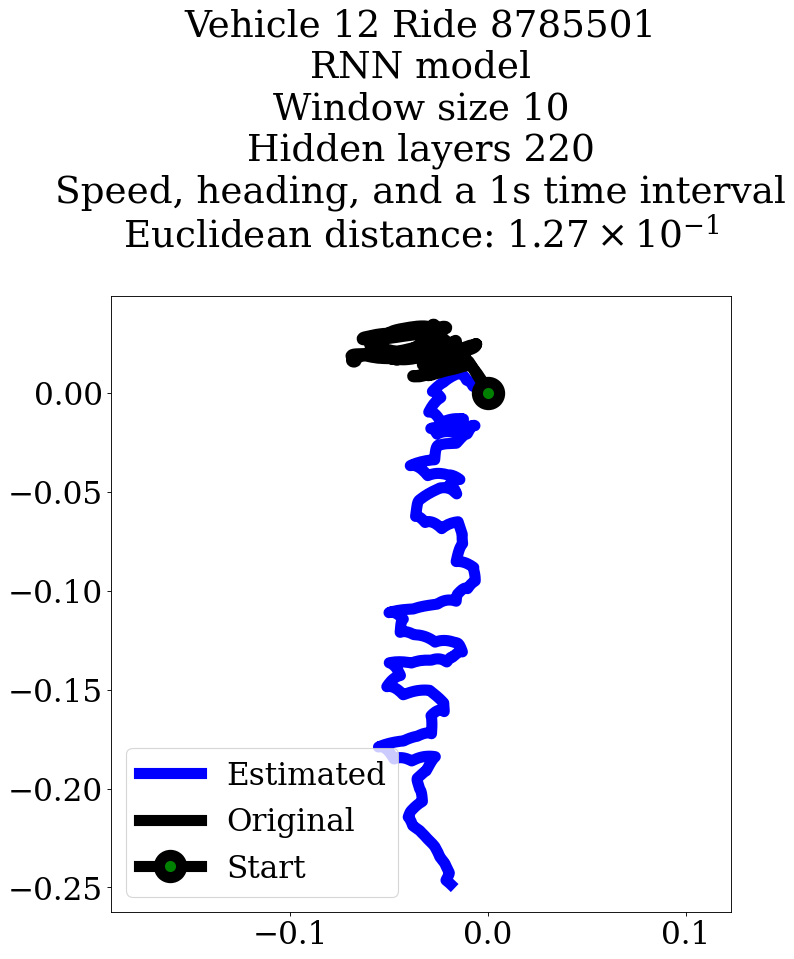 Vehicle 12 Ride 8785501
RNN model
Window size 10
Hidden layers 220
Speed, heading, and a 1s time interval
Euclidean distance: 1.27 × 10⁻¹
0.00
−0.05
−0.10
−0.15
−0.20
−0.25
Estimated
Original
Start
−0.1 0.0 0.1